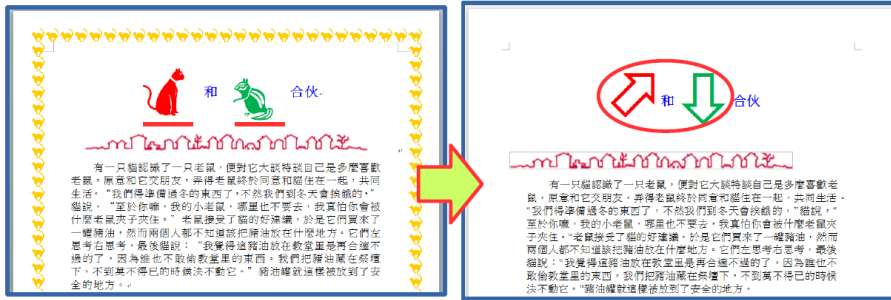 和 合伙
有一只貓認識了一只老鼠，便對它大談特談自己是多麼喜歡
老鼠，原意和它交朋友，弄得老鼠終於同意和貓住在一起，共同
生活。“我們得準備過冬的東西了，不然我們到冬天會挨餓的，”
貓說，“至於你嘛，我的小老鼠，哪里也不要去，我真怕你會被
什麼老鼠夾子夾住。”老鼠接受了貓的好建議，於是它們買來了
一罐豬油，然而兩個人都不知道該把豬油放在什麼地方。它們左
思考右思考，最後貓說：“我覺得這豬油放在教堂里是再合適不
過的了，因為誰也不敢偷教堂里的東西。我們把豬油藏在祭壇
下，不到萬不得已的時候決不動它。”豬油罐就這樣被放到了安
全的地方。
和 合伙
有一只貓認識了一只老鼠，便對它大談特談自己是多麼喜歡老
鼠，原意和它交朋友，弄得老鼠終於同意和貓住在一起，共同生活。
“我們得準備過冬的東西了，不然我們到冬天會挨餓的，”貓說，“
至於你嘛，我的小老鼠，哪里也不要去，我真怕你會被什麼老鼠夾
子夾住。”老鼠接受了貓的好建議，於是它們買來了一罐豬油，然而
兩個人都不知道該把豬油放在什麼地方。它們左思考右思考，最後
貓說：“我覺得這豬油放在教堂里是再合適不過的了，因為誰也不
敢偷教堂里的東西。我們把豬油藏在祭壇下，不到萬不得已的時候
決不動它。”豬油罐就這樣被放到了安全的地方。